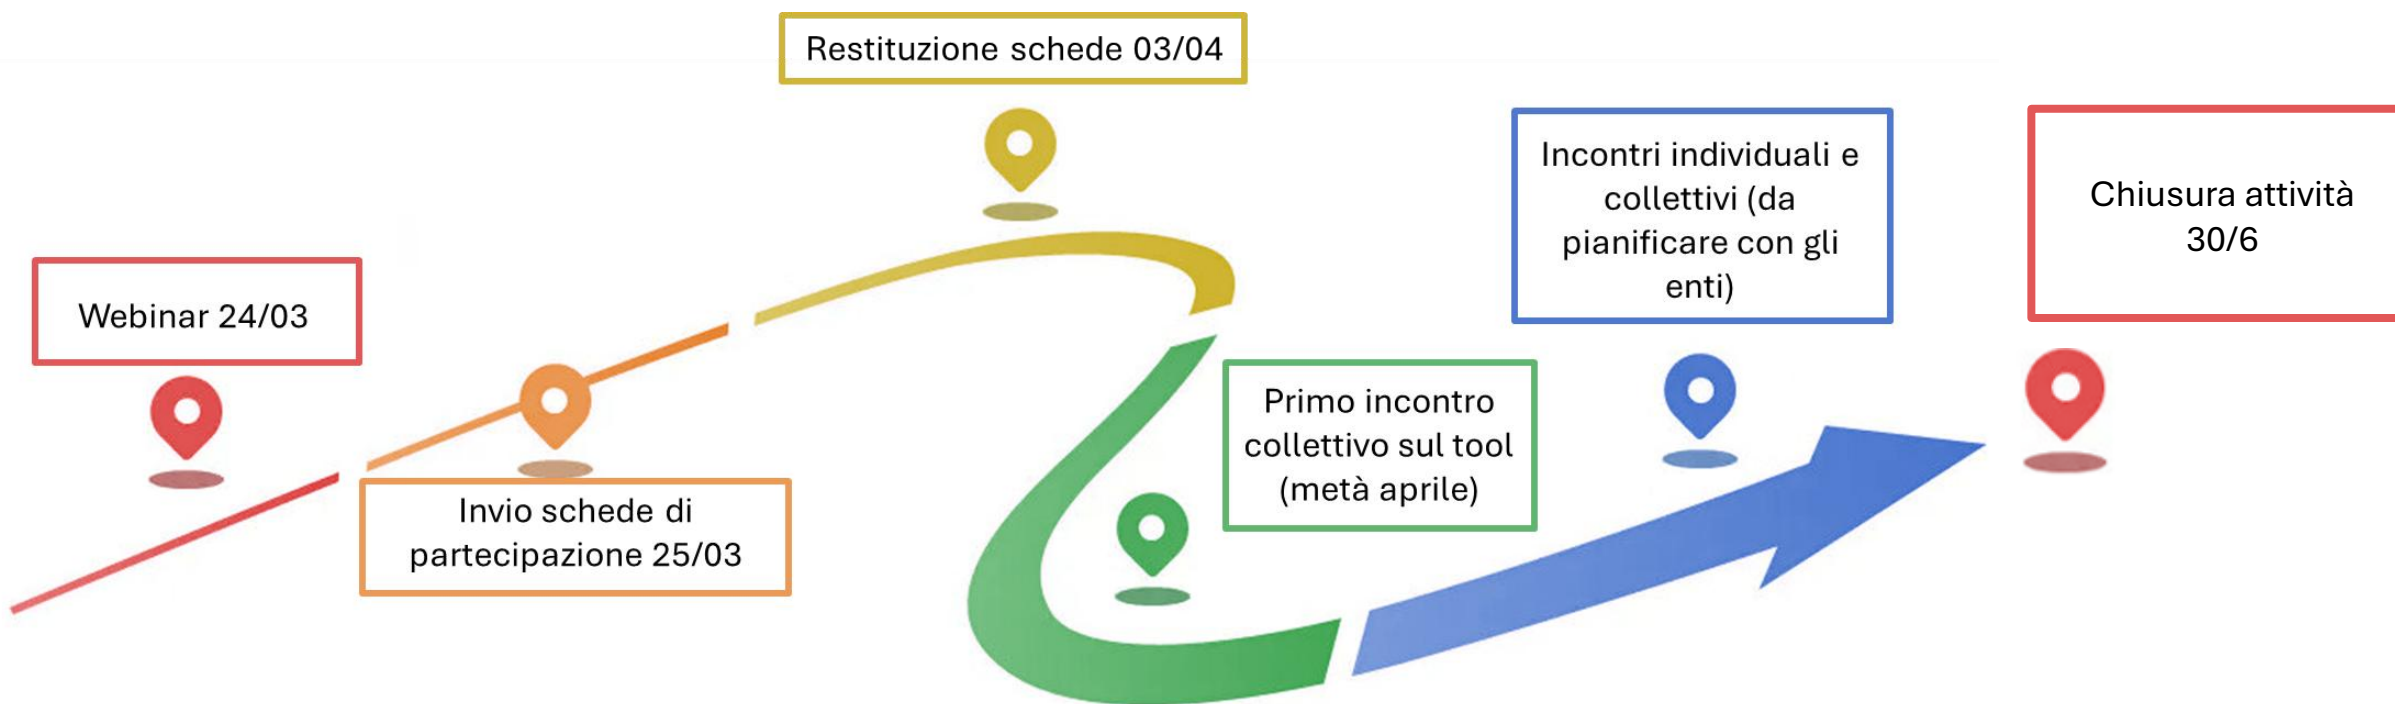 Restituzione schede 03/04
Webinar 24/03
Invio schede di
partecipazione 25/03
Primo incontro
collettivo sul tool
(metà aprile)
Incontri individuali e
collettivi (da
pianificare con gli
enti)
Chiusura attività
30/6